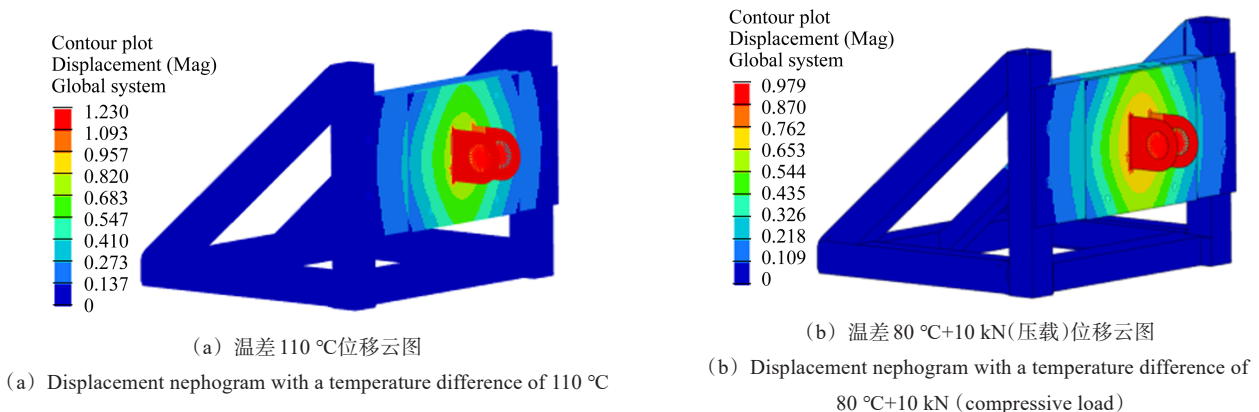 Contour plot
Displacement (Mag)
Global system
1.230
1.093
0.957
0.820
0.683
0.547
0.410
0.273
0.137
0
(a) 温差110 °C位移云图
(a) Displacement nephogram with a temperature difference of 110 °C
Contour plot
Displacement (Mag)
Global system
0.979
0.870
0.762
0.653
0.544
0.435
0.326
0.218
0.109
0
(b) 温差80 °C+10 kN(压载)位移云图
(b) Displacement nephogram with a temperature difference of
80 °C+10 kN (compressive load)